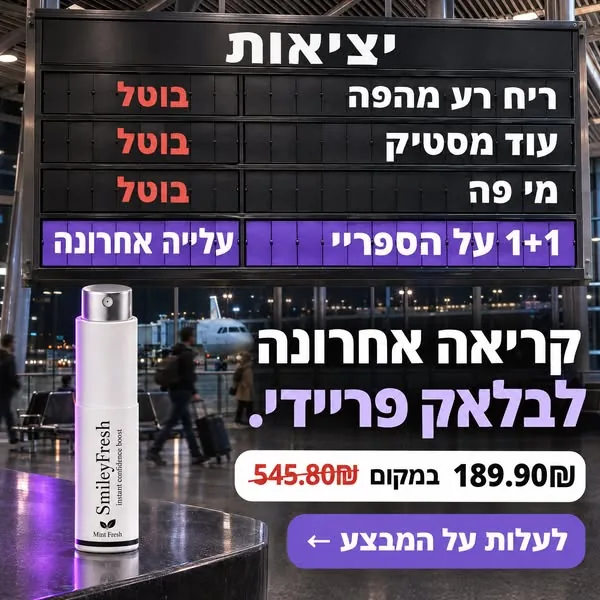 יציאות
ריח רע מהפה בוטל
עוד מסטיק בוטל
מי פה בוטל
1+1 על הספריי עלייה אחרונה
קריאה אחרונה
לבלאק פריידי.
189.90₪ במקום 545.80₪
לעלות על המבצע ←
SmileyFresh
instant confidence boost
Mint Fresh